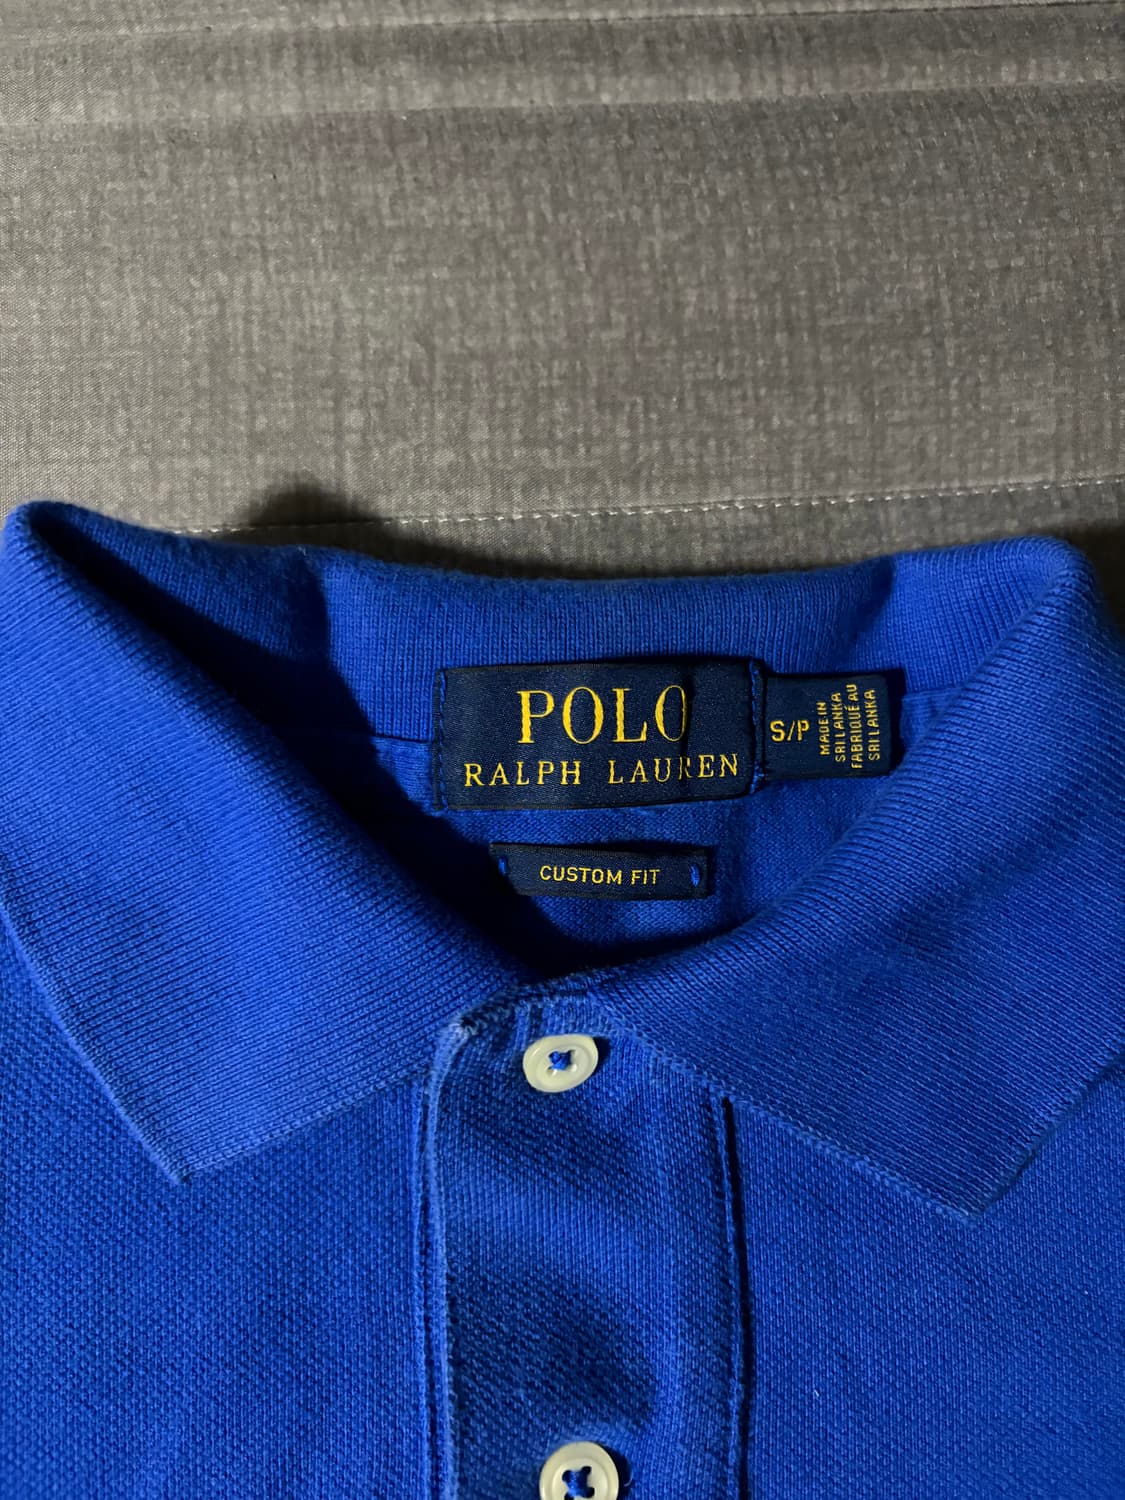 POLO
RALPH LAUREN
S/P
MADE IN
SRI LANKA
FABRIQUÉ AU
SRI LANKA
CUSTOM FIT